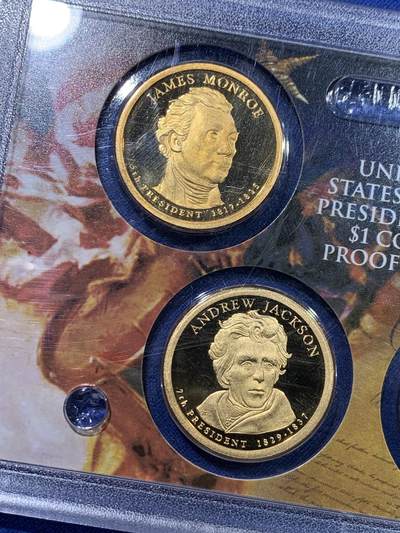 JAMES MONROE
5th PRESIDENT 1817-1825
UNI
STATES
PRESIDE
$1 CO
PROOF
ANDREW JACKSON
7th PRESIDENT 1829-1837